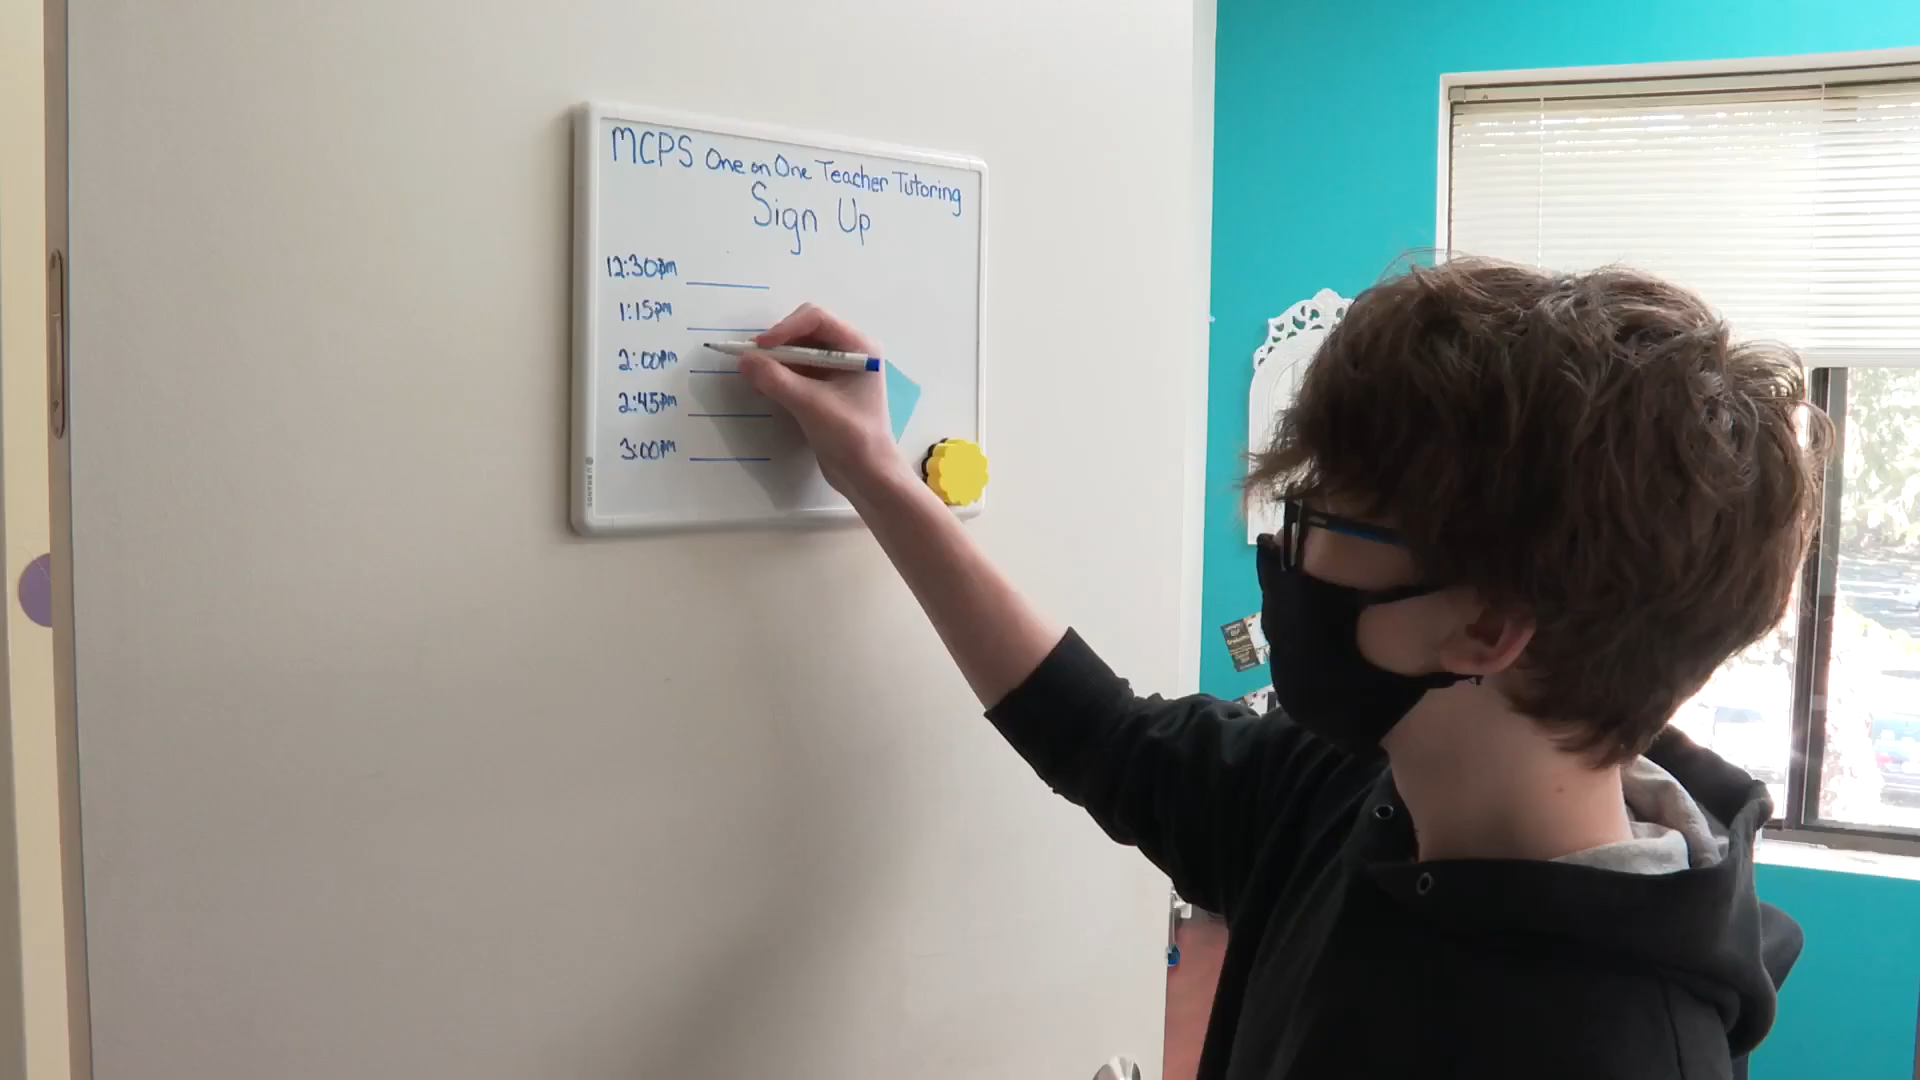 MCPS One on One Teacher Tutoring
Sign Up
12:30pm
1:15pm
2:00pm
2:45pm
3:00pm